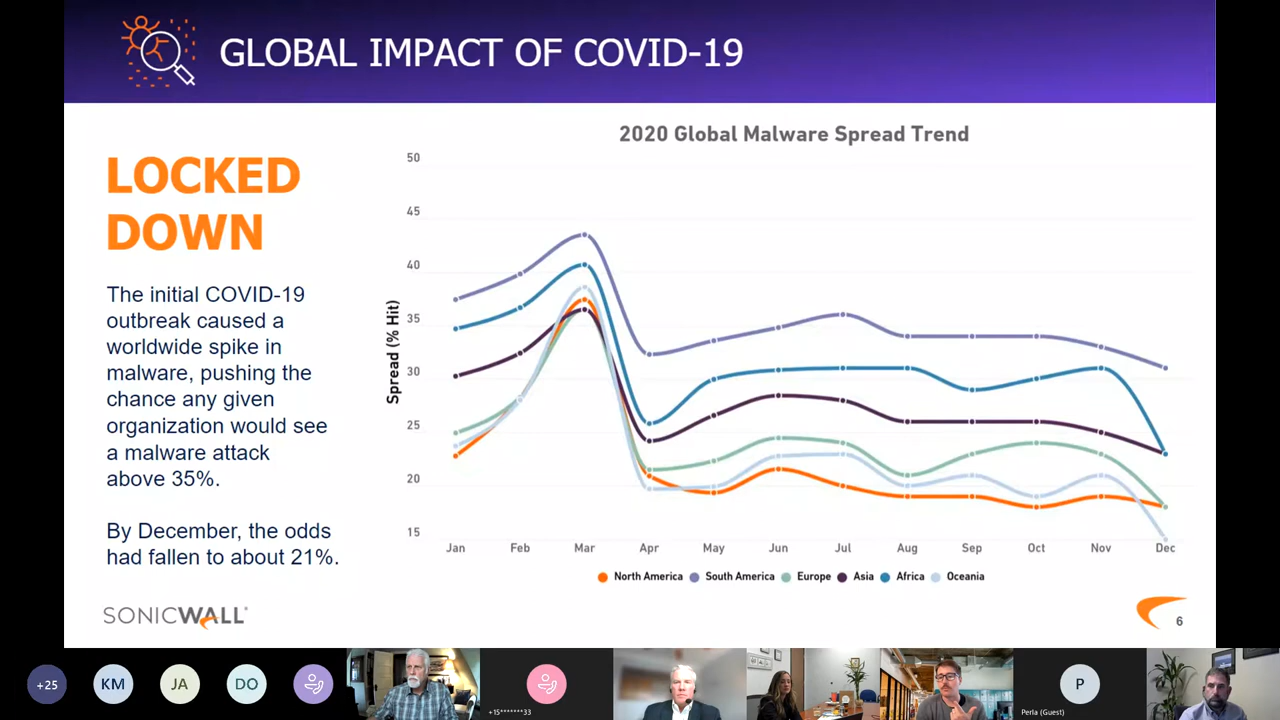 GLOBAL IMPACT OF COVID-19
LOCKED
DOWN
The initial COVID-19
outbreak caused a
worldwide spike in
malware, pushing the
chance any given
organization would see
a malware attack
above 35%.
By December, the odds
had fallen to about 21%.
SONICWALL
2020 Global Malware Spread Trend
Spread (% Hit)
50
45
40
35
30
25
20
15
Jan Feb Mar Apr May Jun Jul Aug Sep Oct Nov Dec
North America South America Europe Asia Africa Oceania
6
+25 KM JA DO P
+15*******33 Perla (Guest)